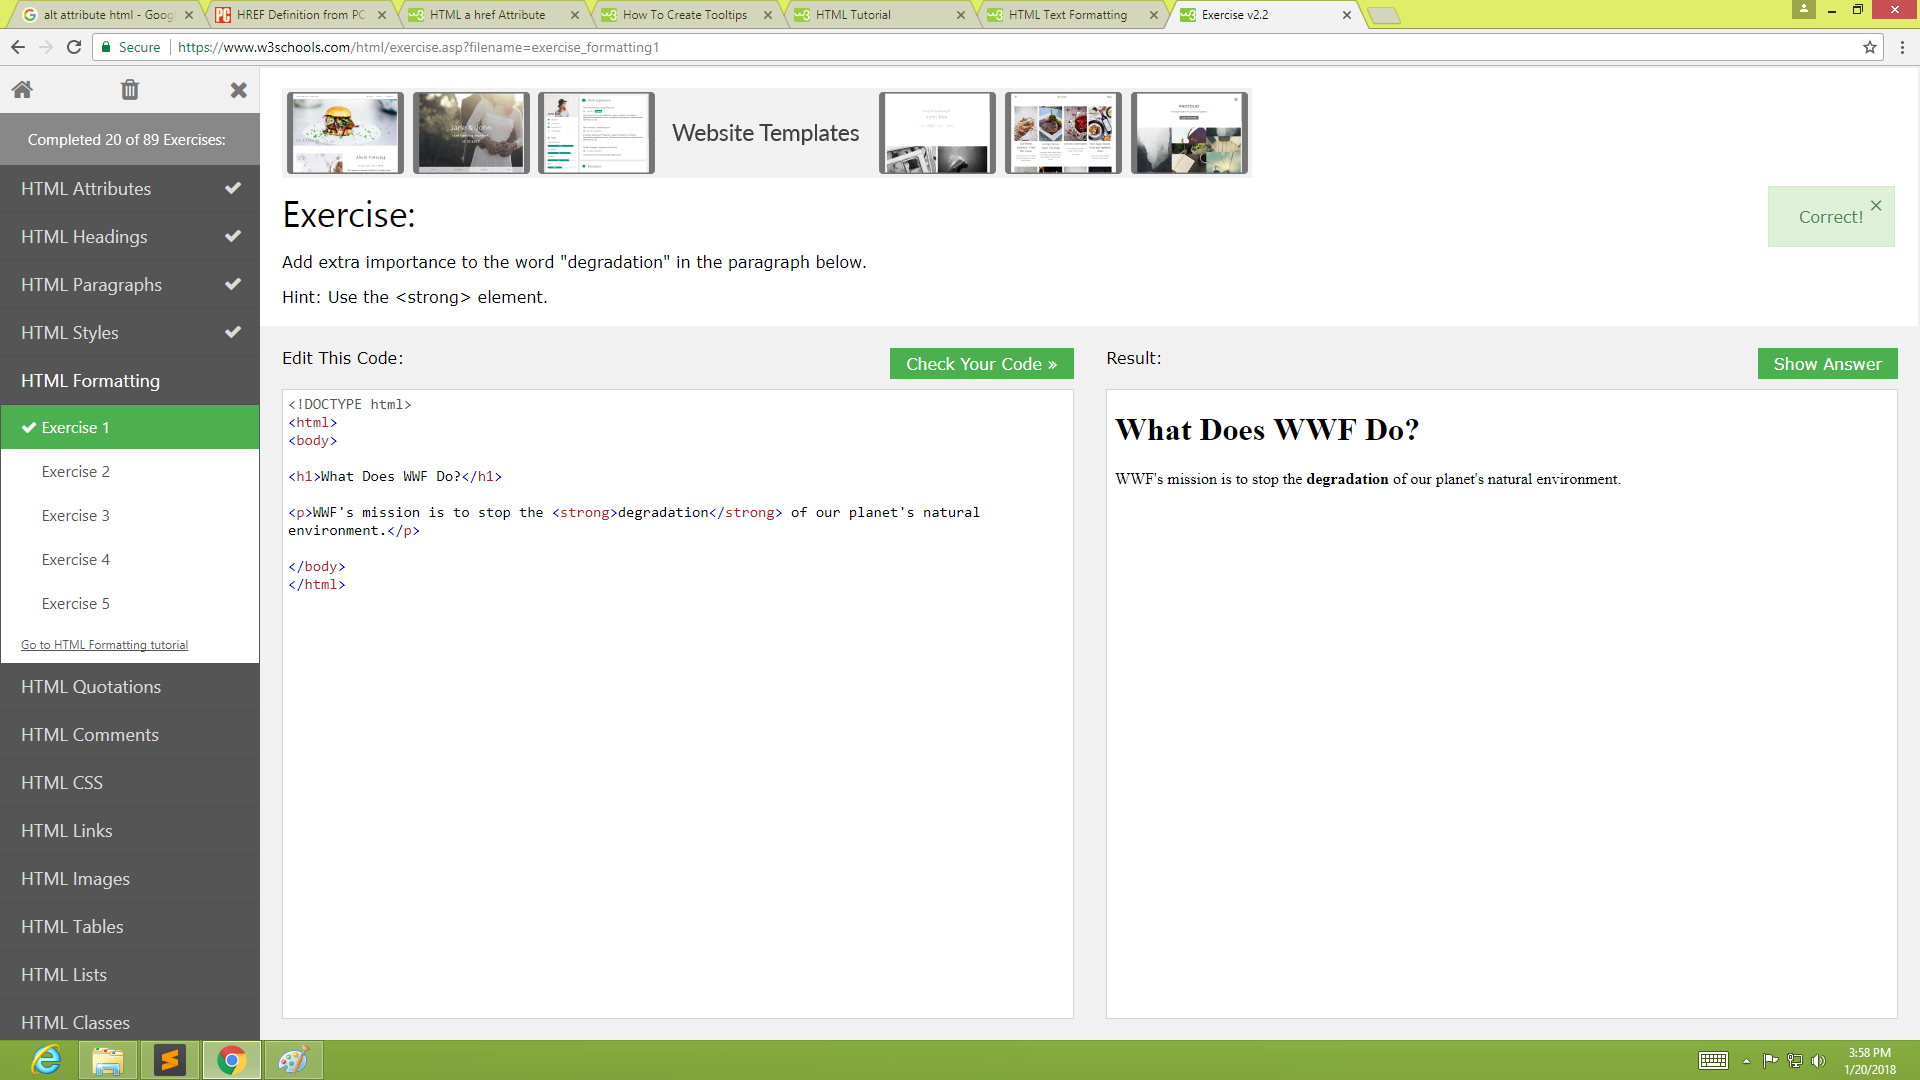 alt attribute html - Goog
HREF Definition from PC
HTML a href Attribute
How To Create Tooltips
HTML Tutorial
HTML Text Formatting
Exercise v2.2
Secure
https://www.w3schools.com/html/exercise.asp?filename=exercise_formatting1
Completed 20 of 89 Exercises:
HTML Attributes
HTML Headings
HTML Paragraphs
HTML Styles
HTML Formatting
Exercise 1
Exercise 2
Exercise 3
Exercise 4
Exercise 5
Go to HTML Formatting tutorial
HTML Quotations
HTML Comments
HTML CSS
HTML Links
HTML Images
HTML Tables
HTML Lists
HTML Classes
Jane & John
Website Templates
Exercise:
Correct!
Add extra importance to the word "degradation" in the paragraph below.
Hint: Use the <strong> element.
Edit This Code:
Check Your Code »
<!DOCTYPE html>
<html>
<body>
<h1>What Does WWF Do?</h1>
<p>WWF's mission is to stop the <strong>degradation</strong> of our planet's natural
environment.</p>
</body>
</html>
Result:
Show Answer
What Does WWF Do?
WWF's mission is to stop the degradation of our planet's natural environment.
3:58 PM
1/20/2018